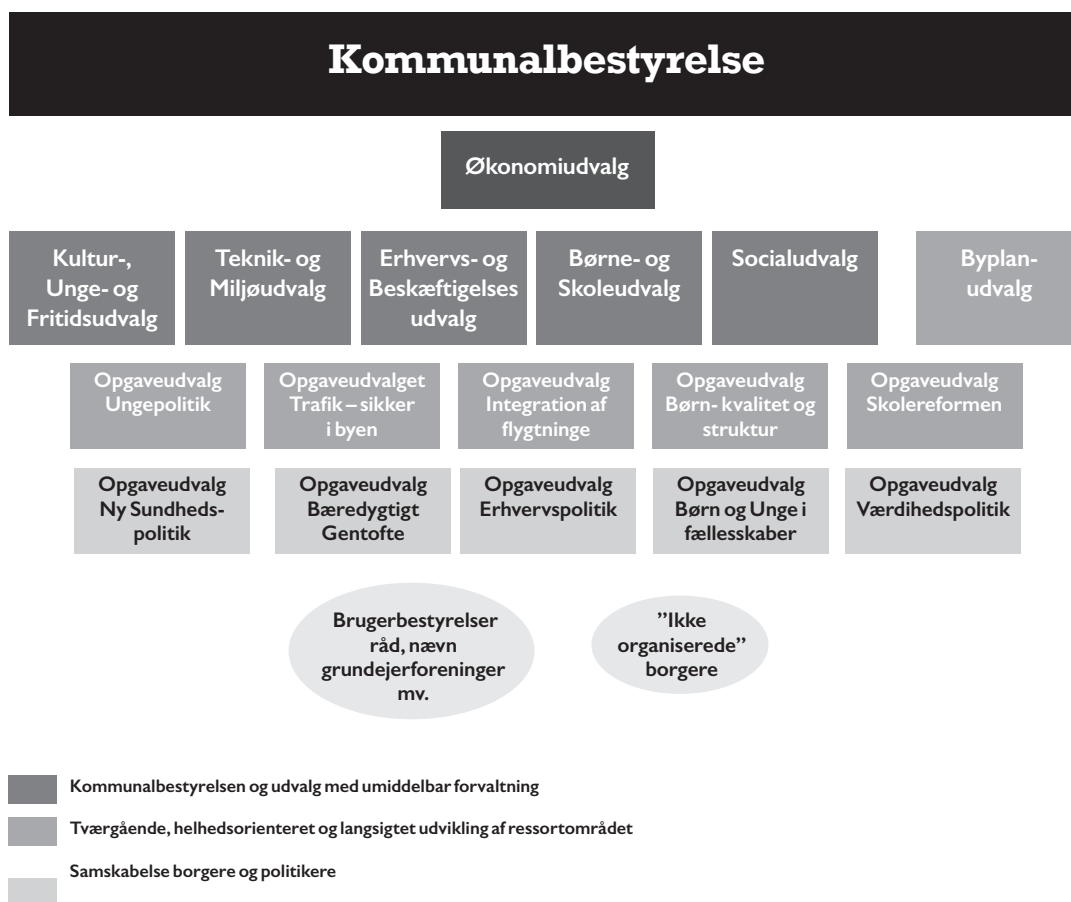 Kommunalbestyrelse
Økonomiudvalg
Kultur-,
Unge- og
Fritidsudvalg
Teknik- og
Miljøudvalg
Erhvervs- og
Beskæftigelses
udvalg
Børne- og
Skoleudvalg
Socialudvalg
Byplan-
udvalg
Opgaveudvalg
Ungepolitik
Opgaveudvalget
Trafik – sikker
i byen
Opgaveudvalg
Integration af
flygtninge
Opgaveudvalg
Børn- kvalitet og
struktur
Opgaveudvalg
Skolereformen
Opgaveudvalg
Ny Sundheds-
politik
Opgaveudvalg
Bæredygtigt
Gentofte
Opgaveudvalg
Erhvervspolitik
Opgaveudvalg
Børn og Unge i
fællesskaber
Opgaveudvalg
Værdihedspolitik
Brugerbestyrelser
råd, nævn
grundejerforeninger
mv.
”Ikke
organiserede”
borgere
Kommunalbestyrelsen og udvalg med umiddelbar forvaltning
Tværgående, helhedsorienteret og langsigtet udvikling af ressortområdet
Samskabelse borgere og politikere